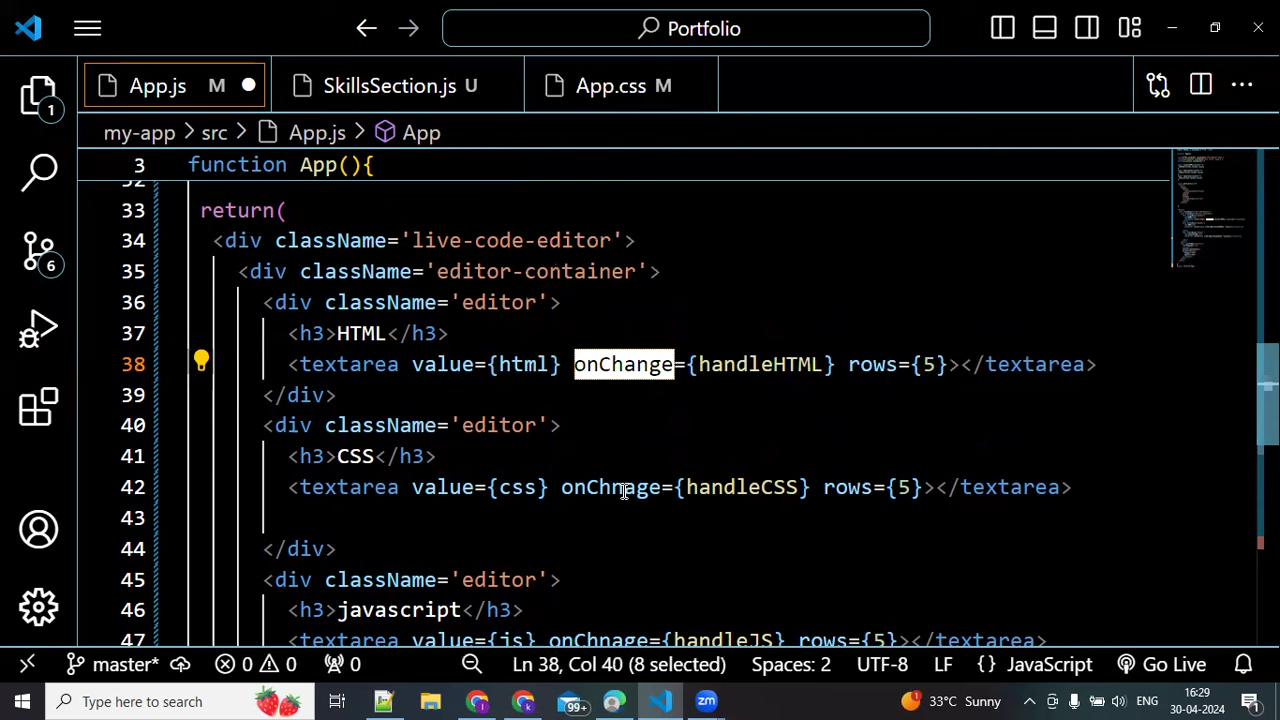 Portfolio
App.js M SkillsSection.js U App.css M
1
my-app > src > App.js > App
3 function App(){
32
33 return(
34 <div className='live-code-editor'>
35 <div className='editor-container'>
36 <div className='editor'>
37 <h3>HTML</h3>
38 <textarea value={html} onChange={handleHTML} rows={5}></textarea>
39 </div>
40 <div className='editor'>
41 <h3>CSS</h3>
42 <textarea value={css} onChnage={handleCSS} rows={5}></textarea>
43
44 </div>
45 <div className='editor'>
46 <h3>javascript</h3>
47 <textarea value={js} onChnage={handleJS} rows={5}></textarea>
6
master* 0 0 0 Ln 38, Col 40 (8 selected) Spaces: 2 UTF-8 LF {} JavaScript Go Live
Type here to search 99+ zm 33°C Sunny ENG 16:29
30-04-2024 1